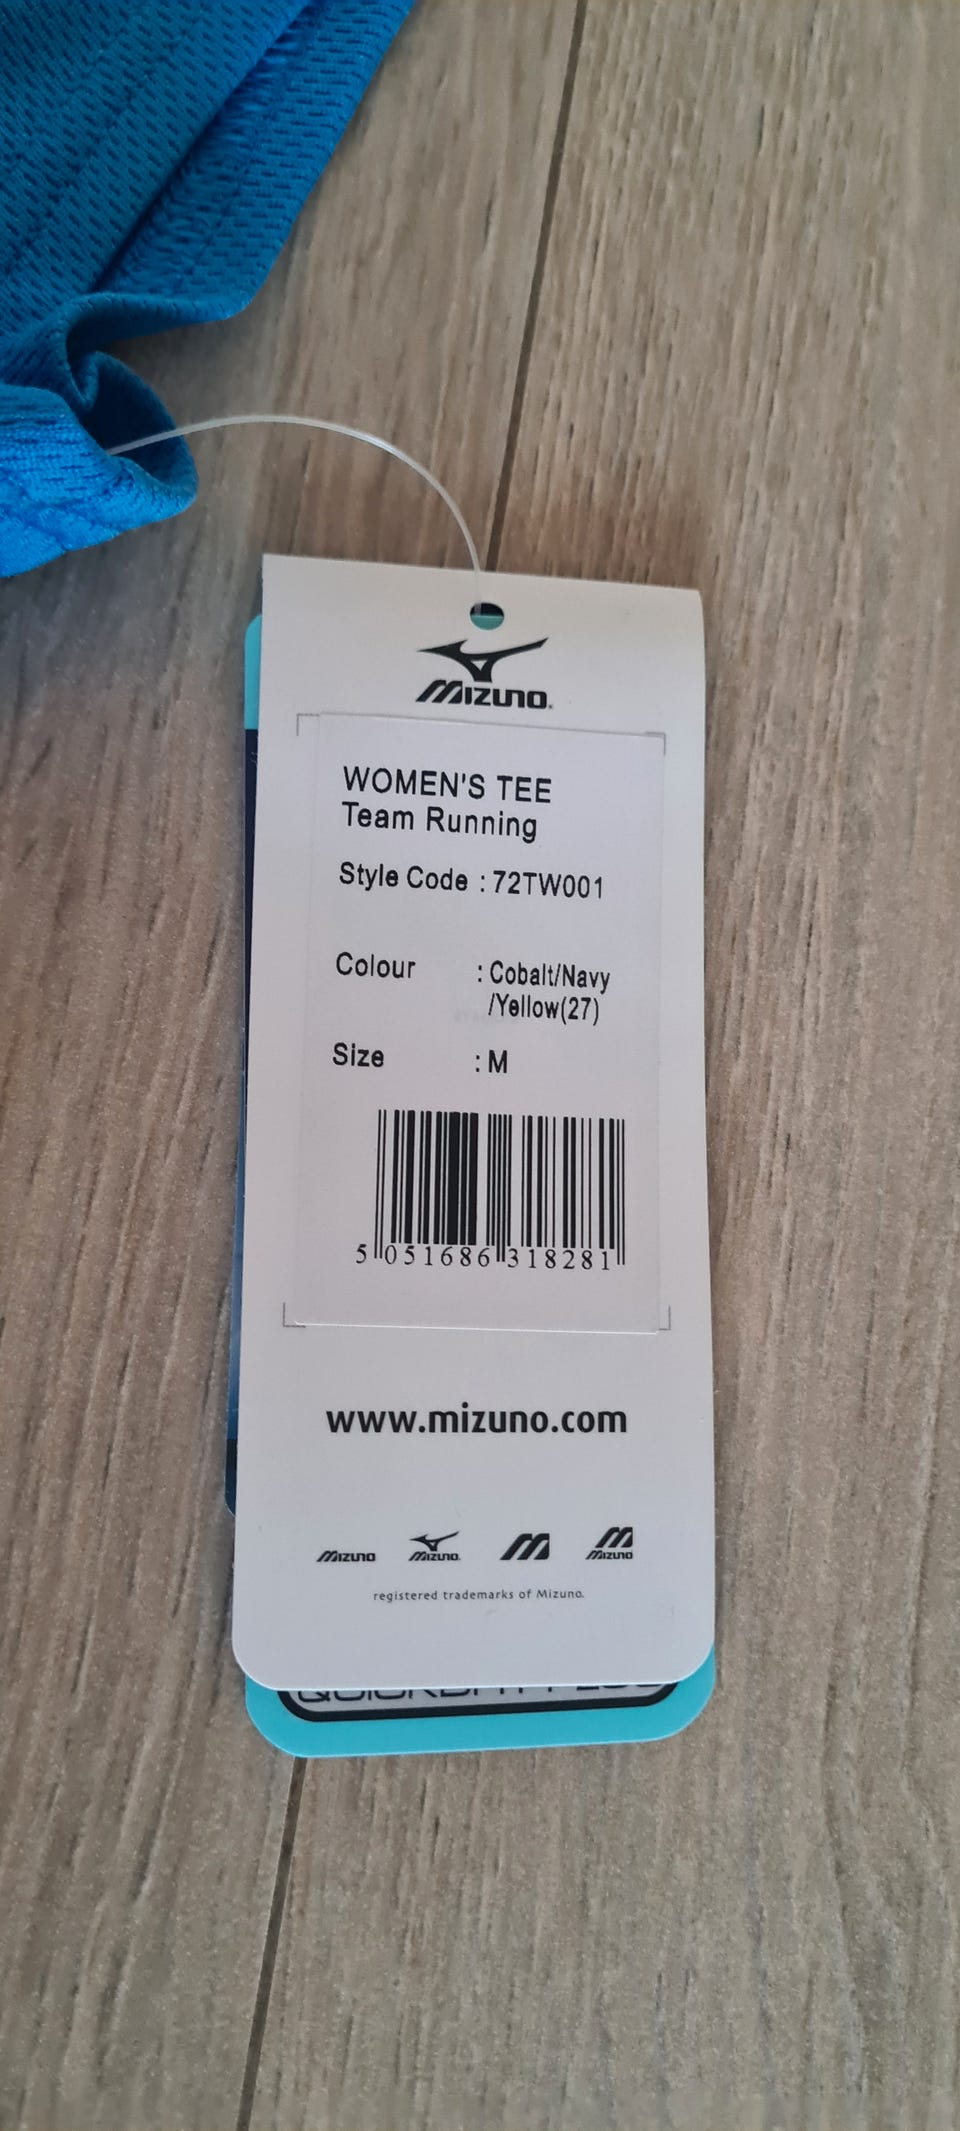 MIZUNO
WOMEN'S TEE
Team Running
Style Code : 72TW001
Colour : Cobalt/Navy
/Yellow(27)
Size : M
5 051686 318281
www.mizuno.com
MIZUNO MIZUNO MIZUNO
registered trademarks of Mizuno.